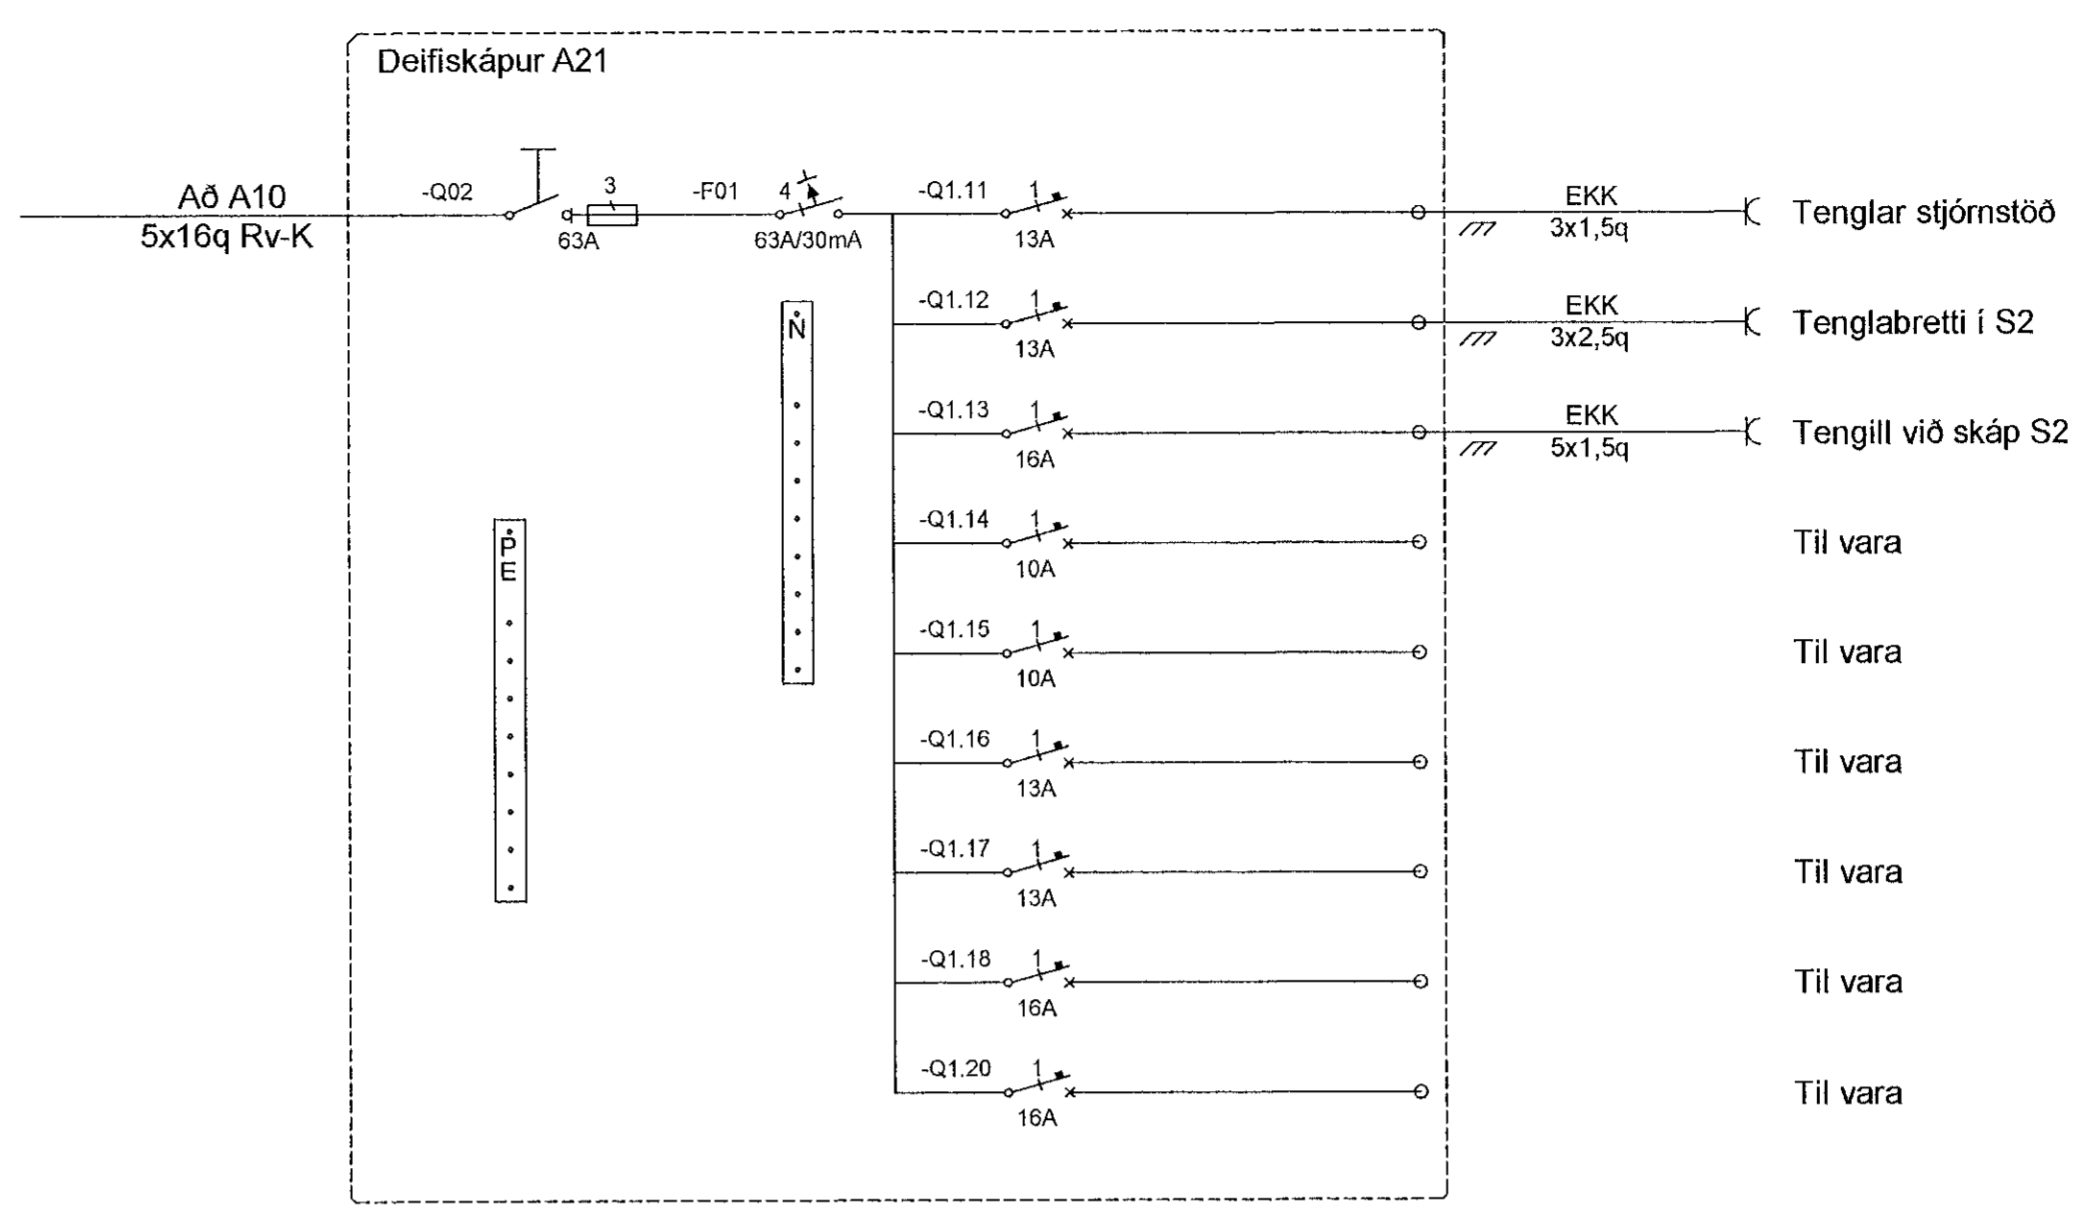 Deifiskápur A21
Að A10
5x16q Rv-K
-Q02
3
63A
-F01
4
63A/30mA
-Q1.11
1
13A
EKK
3x1,5q
Tenglar stjórnstöð
-Q1.12
1
13A
EKK
3x2,5q
Tenglabretti í S2
-Q1.13
1
16A
EKK
5x1,5q
Tengill við skáp S2
-Q1.14
1
10A
Til vara
-Q1.15
1
10A
Til vara
-Q1.16
1
13A
Til vara
-Q1.17
1
13A
Til vara
-Q1.18
1
16A
Til vara
-Q1.20
1
16A
Til vara
N
P
E